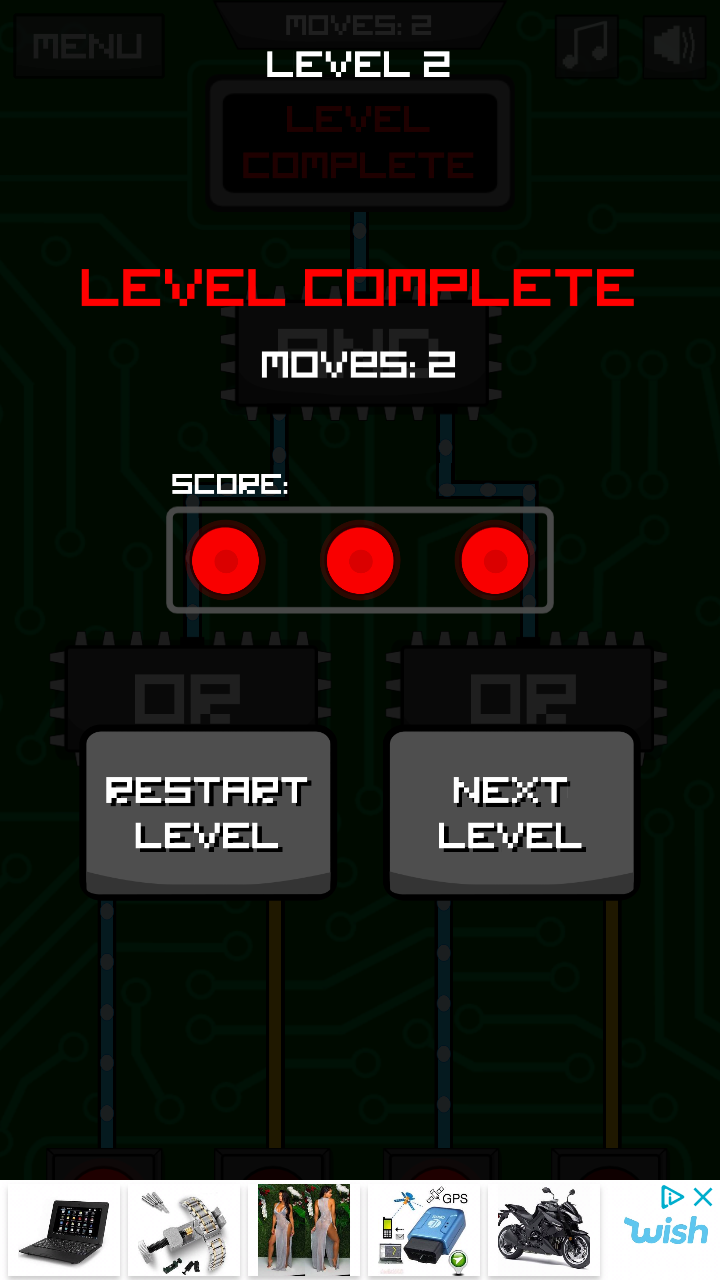 MENU
MOVES: 2
LEVEL 2
LEVEL
COMPLETE
LEVEL COMPLETE
AND
MOVES: 2
SCORE:
OR
OR
RESTART
LEVEL
NEXT
LEVEL
GPS
wish